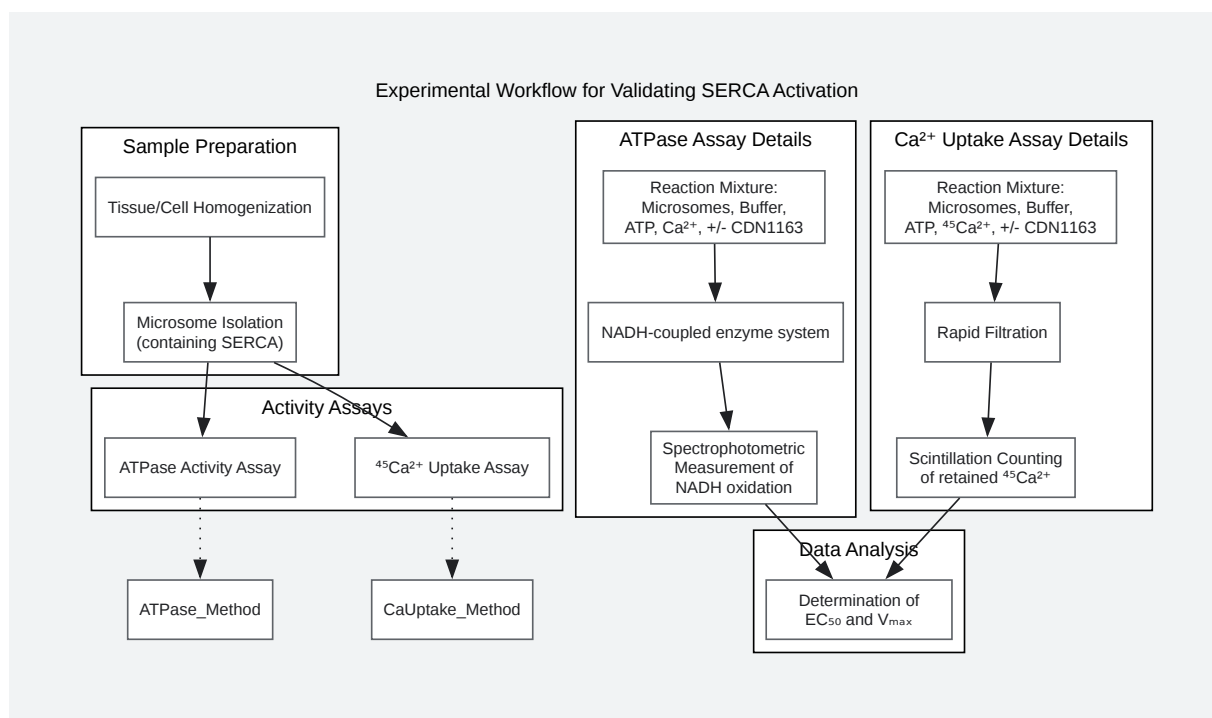 Experimental Workflow for Validating SERCA Activation
Sample Preparation
Tissue/Cell Homogenization
Microsome Isolation
(containing SERCA)
Activity Assays
ATPase Activity Assay
⁴⁵Ca²⁺ Uptake Assay
ATPase_Method
CaUptake_Method
ATPase Assay Details
Reaction Mixture:
Microsomes, Buffer,
ATP, Ca²⁺, +/- CDN1163
NADH-coupled enzyme system
Spectrophotometric
Measurement of
NADH oxidation
Ca²⁺ Uptake Assay Details
Reaction Mixture:
Microsomes, Buffer,
ATP, ⁴⁵Ca²⁺, +/- CDN1163
Rapid Filtration
Scintillation Counting
of retained ⁴⁵Ca²⁺
Data Analysis
Determination of
EC₅₀ and Vₘₐₓ